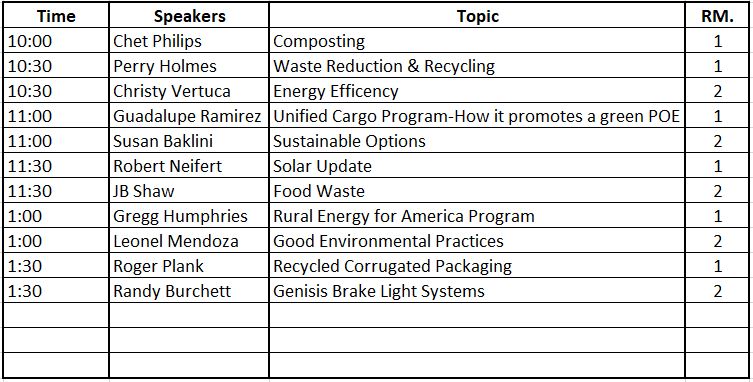 Time Speakers Topic RM.
10:00 Chet Philips Composting 1
10:30 Perry Holmes Waste Reduction & Recycling 1
10:30 Christy Vertuca Energy Efficency 2
11:00 Guadalupe Ramirez Unified Cargo Program-How it promotes a green POE 1
11:00 Susan Baklini Sustainable Options 2
11:30 Robert Neifert Solar Update 1
11:30 JB Shaw Food Waste 2
1:00 Gregg Humphries Rural Energy for America Program 1
1:00 Leonel Mendoza Good Environmental Practices 2
1:30 Roger Plank Recycled Corrugated Packaging 1
1:30 Randy Burchett Genisis Brake Light Systems 2